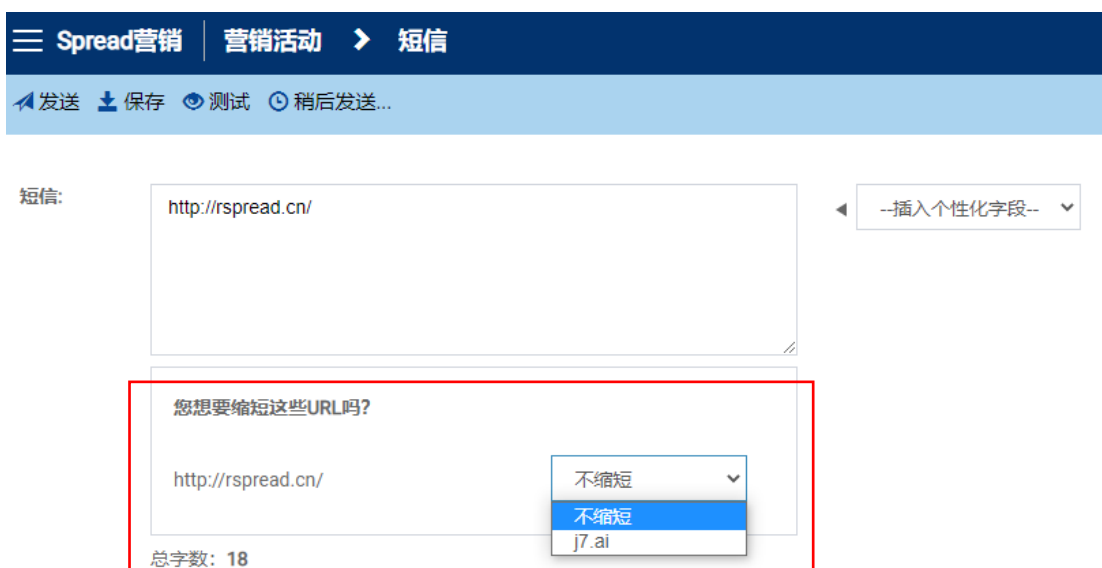 Spread营销 营销活动 短信
发送 保存 测试 稍后发送...
短信:
http://rspread.cn/
--插入个性化字段--
您想要缩短这些URL吗?
http://rspread.cn/
不缩短
不缩短
j7.ai
总字数：18